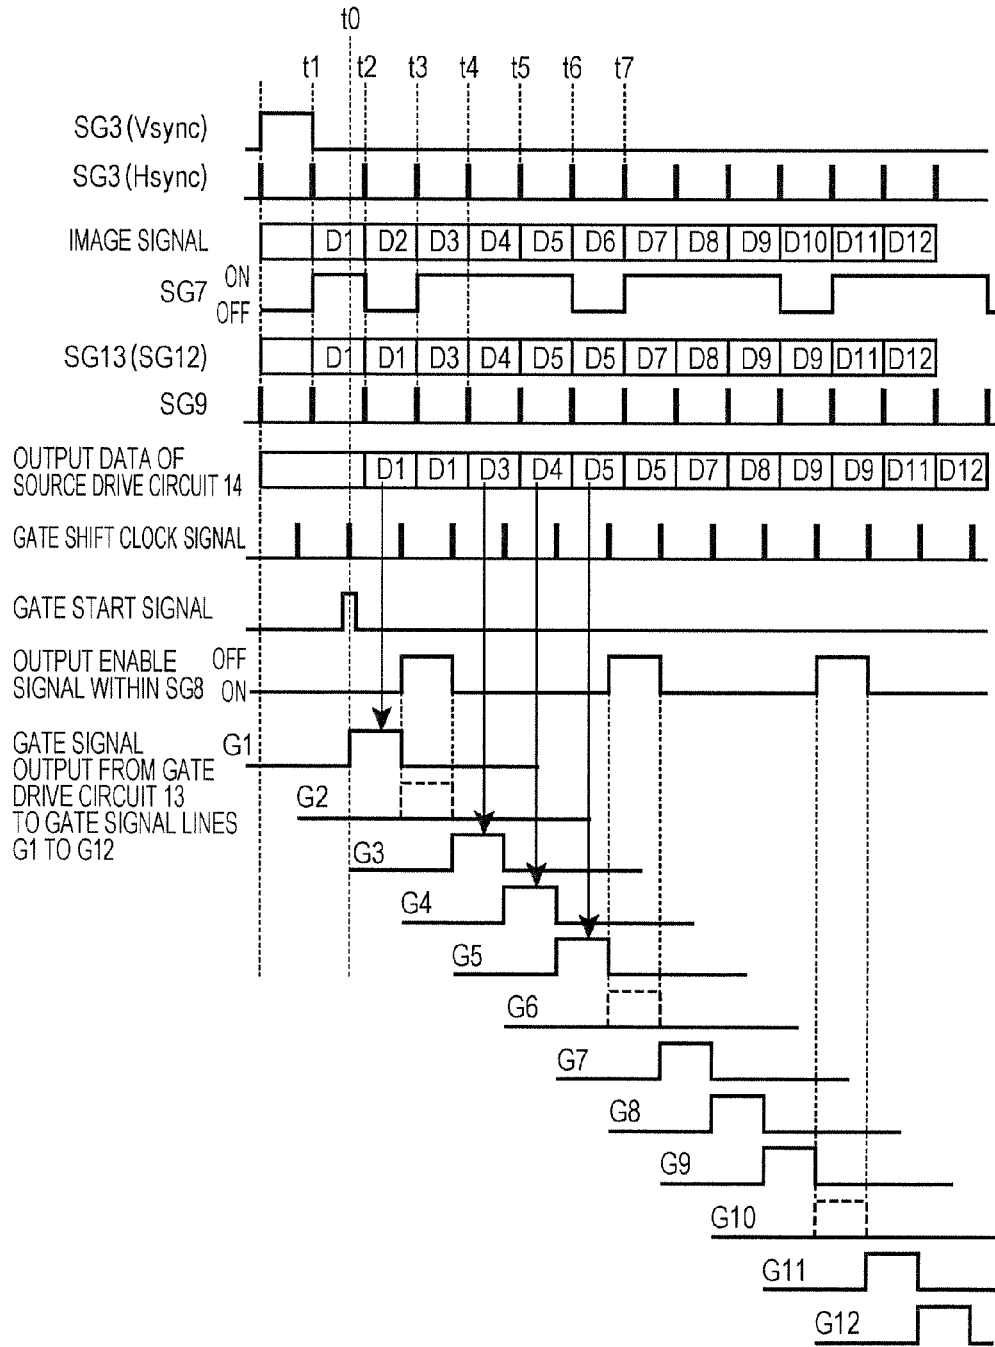 t0
t1 t2 t3 t4 t5 t6 t7
SG3 (Vsync)
SG3 (Hsync)
IMAGE SIGNAL D1 D2 D3 D4 D5 D6 D7 D8 D9 D10 D11 D12
SG7 ON
OFF
SG13 (SG12) D1 D1 D3 D4 D5 D5 D7 D8 D9 D9 D11 D12
SG9
OUTPUT DATA OF
SOURCE DRIVE CIRCUIT 14 D1 D1 D3 D4 D5 D5 D7 D8 D9 D9 D11 D12
GATE SHIFT CLOCK SIGNAL
GATE START SIGNAL
OUTPUT ENABLE OFF
SIGNAL WITHIN SG8 ON
GATE SIGNAL G1
OUTPUT FROM GATE
DRIVE CIRCUIT 13 G2
TO GATE SIGNAL LINES
G1 TO G12
G3
G4
G5
G6
G7
G8
G9
G10
G11
G12